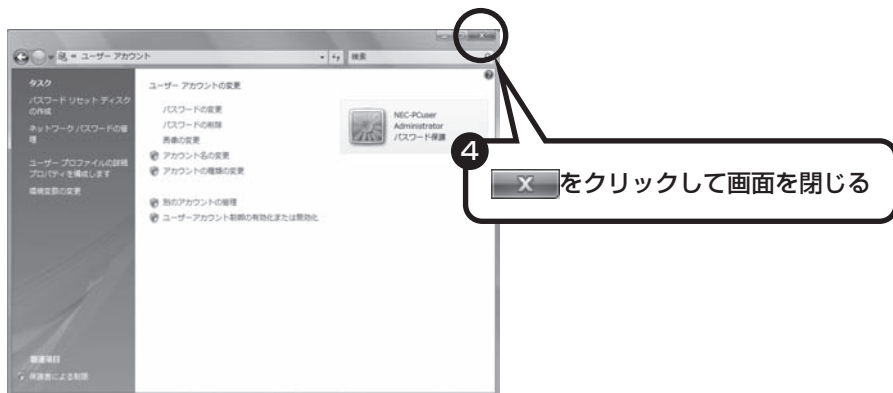 ユーザー アカウント
検索
タスク
パスワード リセット ディスク
の作成
ネットワーク パスワードの管
理
ユーザー プロファイルの詳細
プロパティを構成します
環境変数の変更
関連項目
保護者による制限
ユーザー アカウントの変更
パスワードの変更
パスワードの削除
画像の変更
アカウント名の変更
アカウントの種類の変更
別のアカウントの管理
ユーザーアカウント制御の有効化または無効化
NEC-PCuser
Administrator
パスワード保護
4
Xをクリックして画面を閉じる